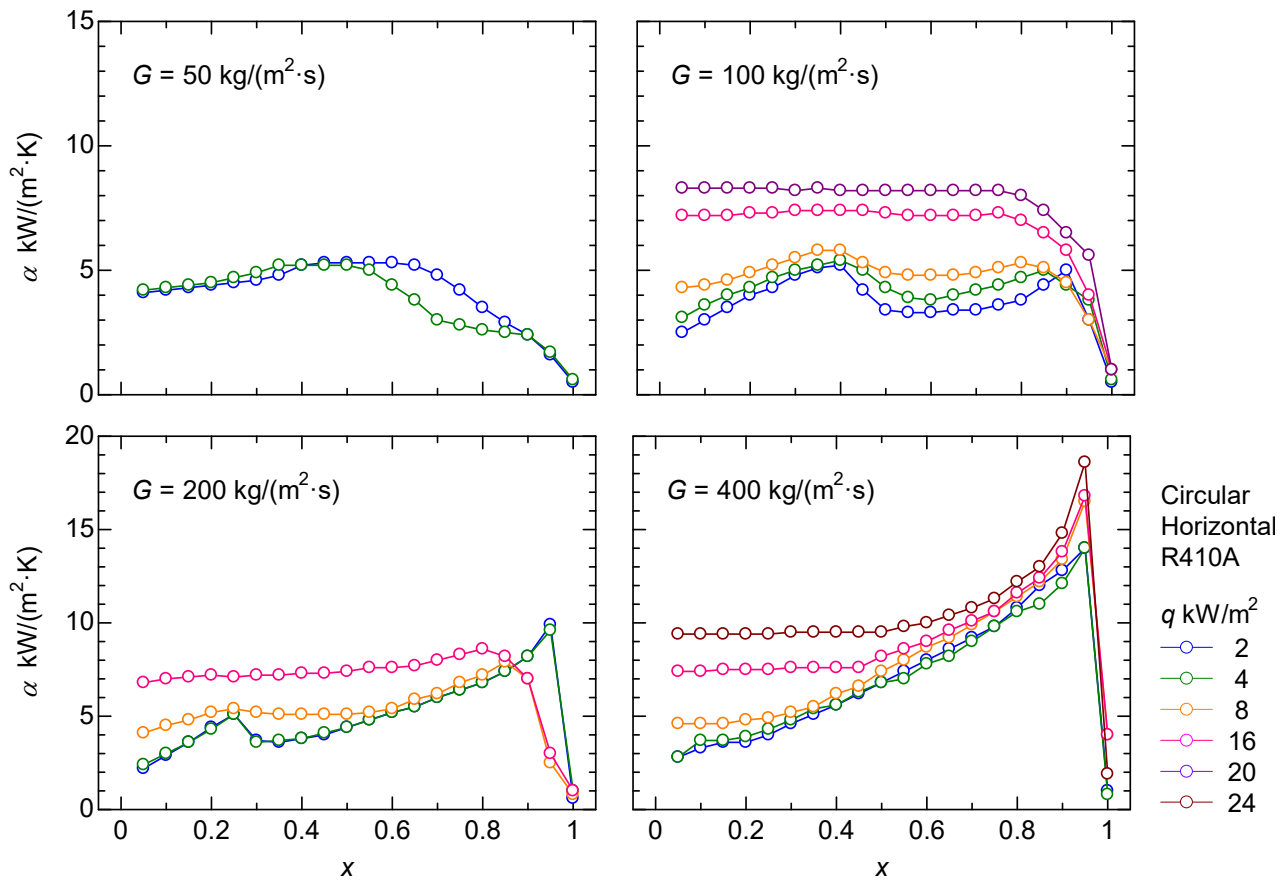 15
10
5
0
α kW/(m²·K)
G = 50 kg/(m²·s)
G = 100 kg/(m²·s)
20
15
10
5
0
α kW/(m²·K)
G = 200 kg/(m²·s)
G = 400 kg/(m²·s)
0 0.2 0.4 0.6 0.8 1
x
0 0.2 0.4 0.6 0.8 1
x
Circular
Horizontal
R410A
q kW/m²
2
4
8
16
20
24